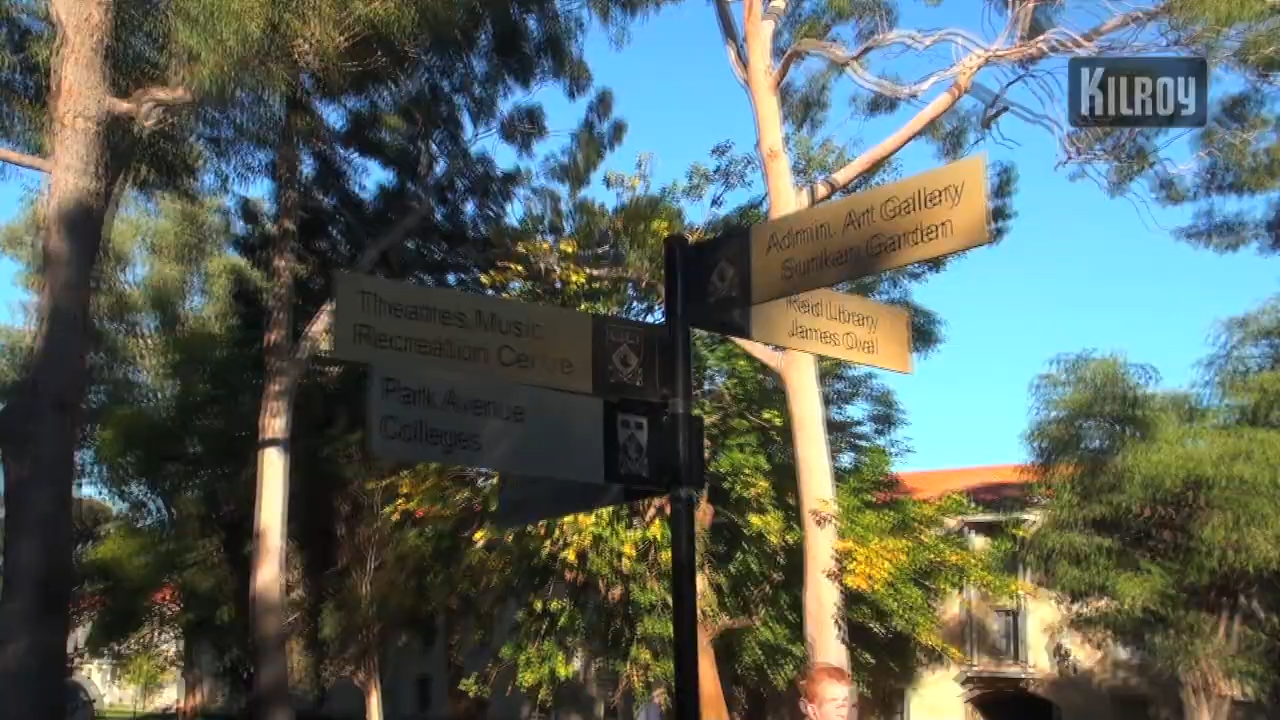 KILROY
Admin. Art Gallery
Sunken Garden
Reid Library
James Oval
Theatres, Music
Recreation Centre
Park Avenue
Colleges